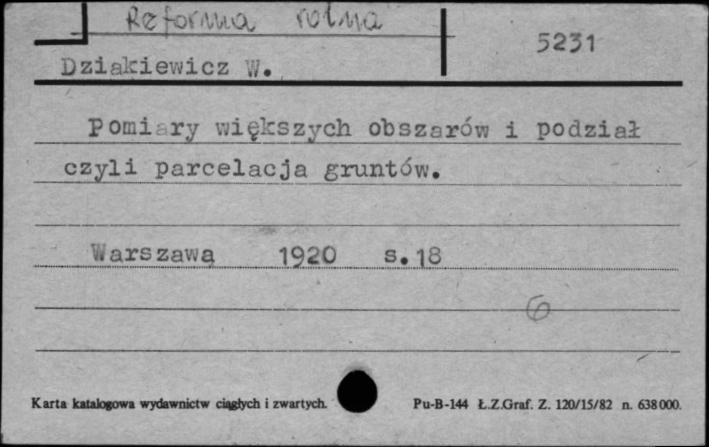 Reforma rolna
5231
Dziakiewicz W.
Pomiary większych obszarów i podział
czyli parcelacja gruntów.
Warszawa 1920 s.18
6
Karta katalogowa wydawnictw ciągłych i zwartych.
Pu-B-144 Ł.Z.Graf. Z. 120/15/82 n. 638000.